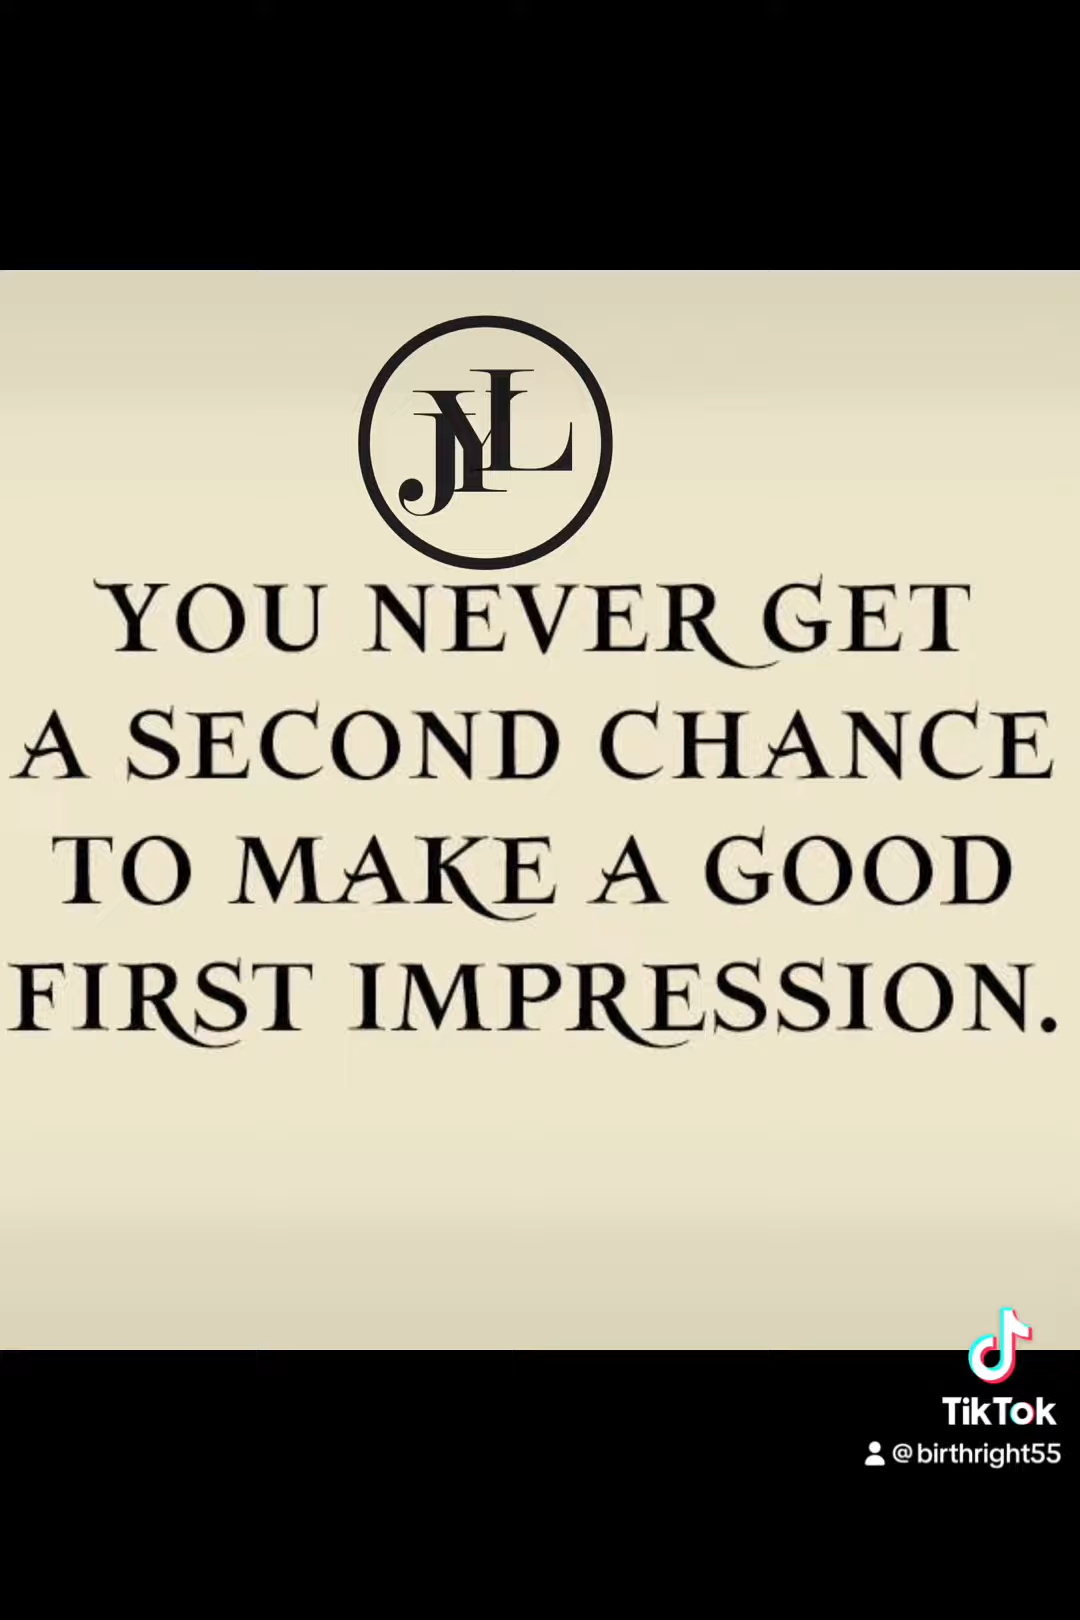 JYL
YOU NEVER GET
A SECOND CHANCE
TO MAKE A GOOD
FIRST IMPRESSION.
TikTok
@birthright55